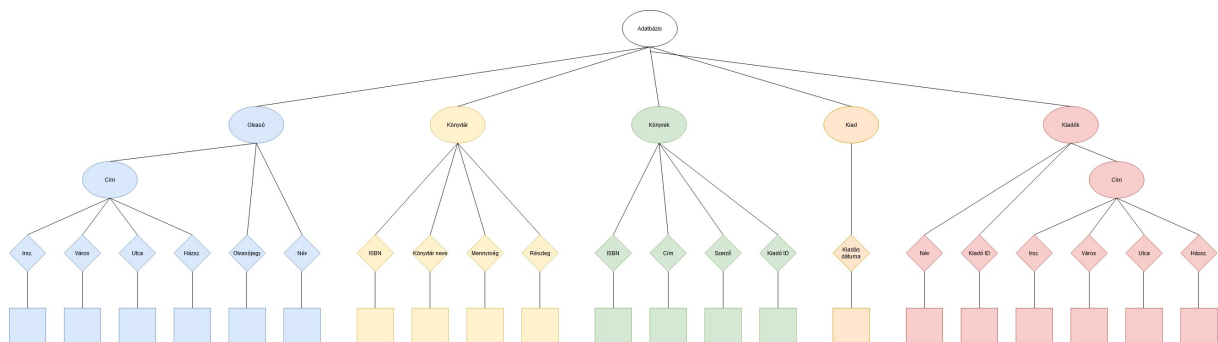 Adatbázis
Olvasó
Könyvtár
Könyvek
Kiad
Kiadók
Cím
Cím
Irsz.
Város
Utca
Házsz.
Olvasójegy
Név
ISBN
Könyvtár neve
Mennyiség
Részleg
ISBN
Cím
Szerző
Kiadó ID
Kiadás
dátuma
Név
Kiadó ID
Irsz.
Város
Utca
Házsz.